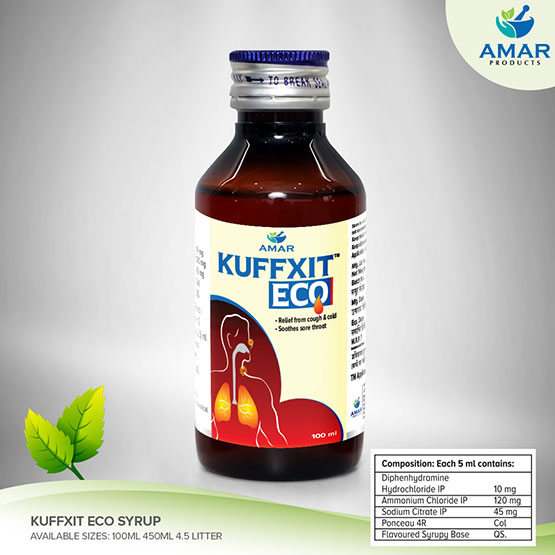 AMAR
PRODUCTS
TO BREAK SEAL
AMAR
KUFFXIT™
ECO
• Relief from cough & cold
• Soothes sore throat
100 ml
AMAR
Composition: Each 5 ml contains:
Diphenhydramine
Hydrochloride IP 10 mg
Ammonium Chloride IP 120 mg
Sodium Citrate IP 45 mg
Ponceau 4R Col
Flavoured Syrupy Base QS.
KUFFXIT ECO SYRUP
AVAILABLE SIZES: 100ML 450ML 4.5 LITTER